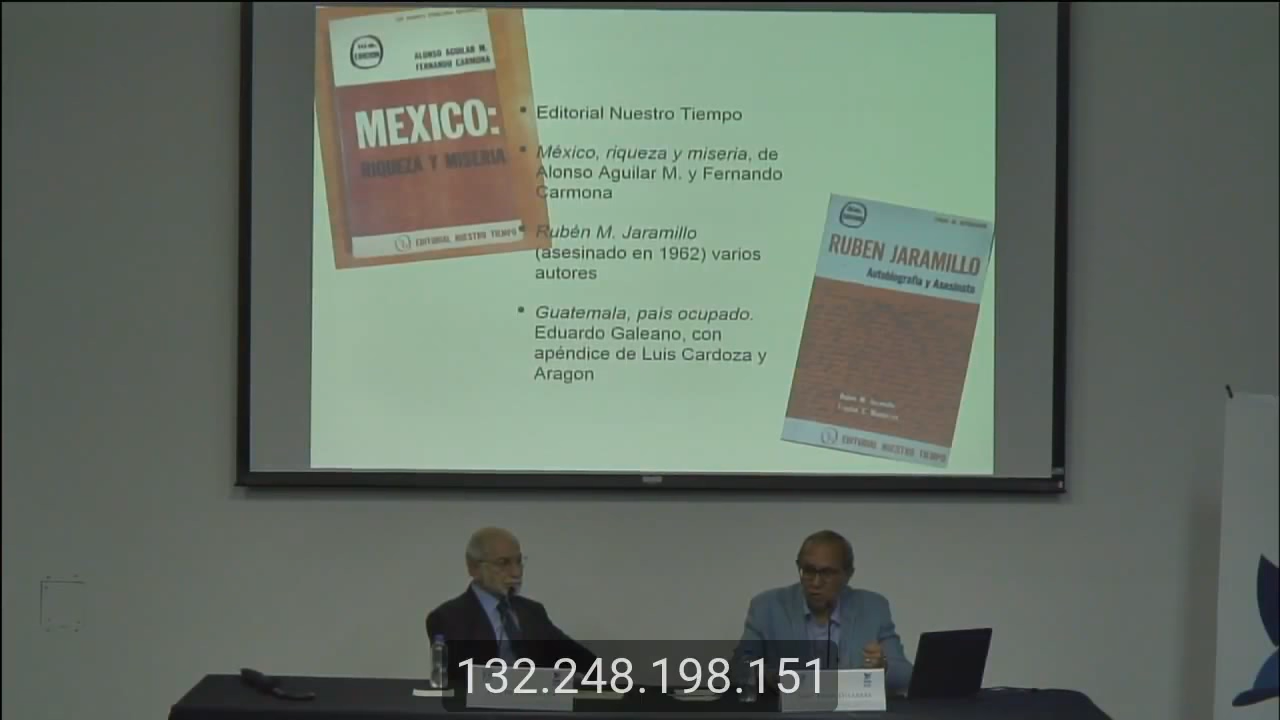 ALONSO AGUILAR M.
FERNANDO CARMONA
MEXICO:
RIQUEZA Y MISERIA
EDITORIAL NUESTRO TIEMPO
Editorial Nuestro Tiempo
México, riqueza y miseria, de
Alonso Aguilar M. y Fernando
Carmona
Rubén M. Jaramillo
(asesinado en 1962) varios
autores
Guatemala, país ocupado.
Eduardo Galeano, con
apéndice de Luis Cardoza y
Aragon
RUBEN JARAMILLO
Autobiografía y Asesinato
EDITORIAL NUESTRO TIEMPO
132.248.198.151